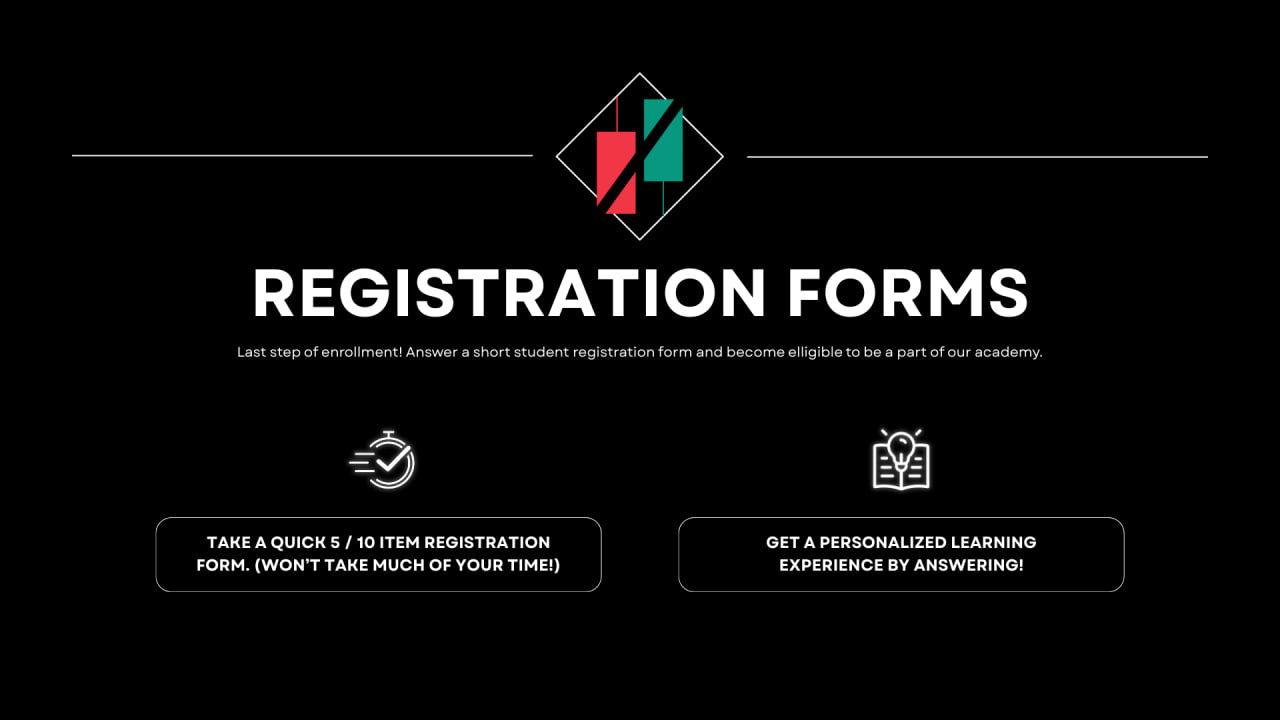 REGISTRATION FORMS
Last step of enrollment! Answer a short student registration form and become elligible to be a part of our academy.
TAKE A QUICK 5 / 10 ITEM REGISTRATION
FORM. (WON'T TAKE MUCH OF YOUR TIME!)
GET A PERSONALIZED LEARNING
EXPERIENCE BY ANSWERING!